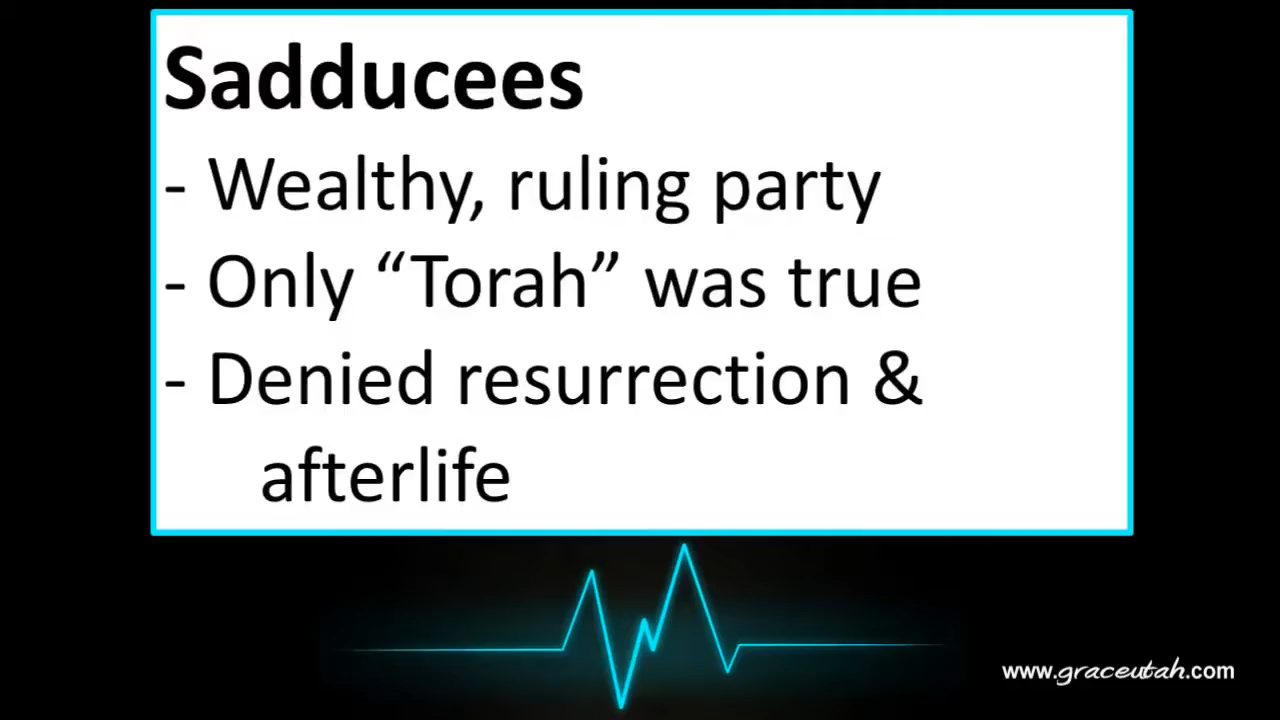 Sadducees
- Wealthy, ruling party
- Only “Torah” was true
- Denied resurrection &
afterlife
www.graceutah.com